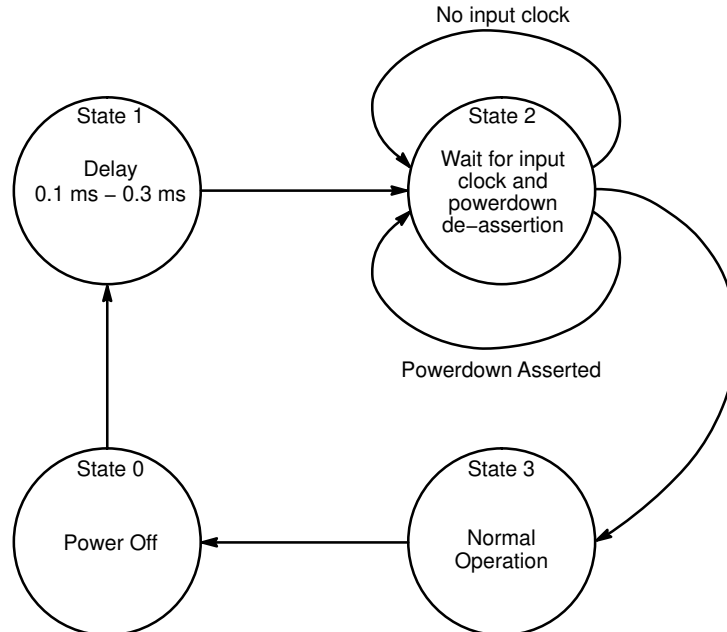 No input clock
State 1
Delay
0.1 ms − 0.3 ms
State 2
Wait for input
clock and
powerdown
de−assertion
Powerdown Asserted
State 0
Power Off
State 3
Normal
Operation